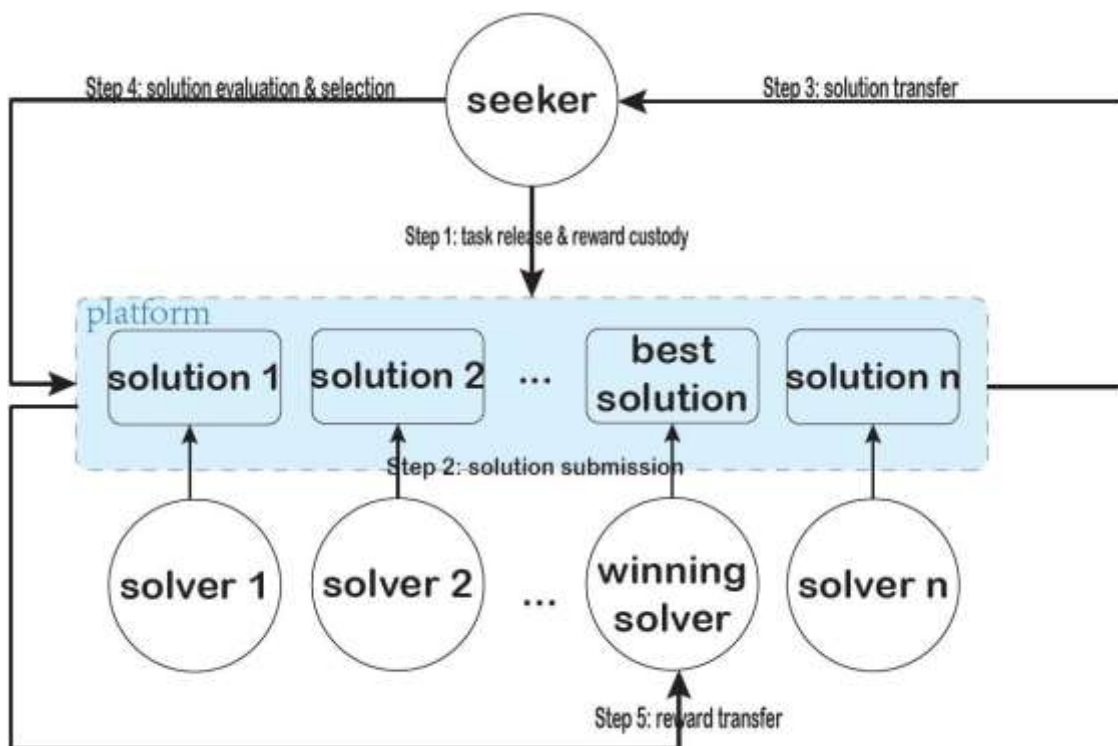 Step 4: solution evaluation & selection
seeker
Step 3: solution transfer
Step 1: task release & reward custody
platform
solution 1
solution 2
...
best
solution
solution n
Step 2: solution submission
solver 1
solver 2
...
winning
solver
solver n
Step 5: reward transfer